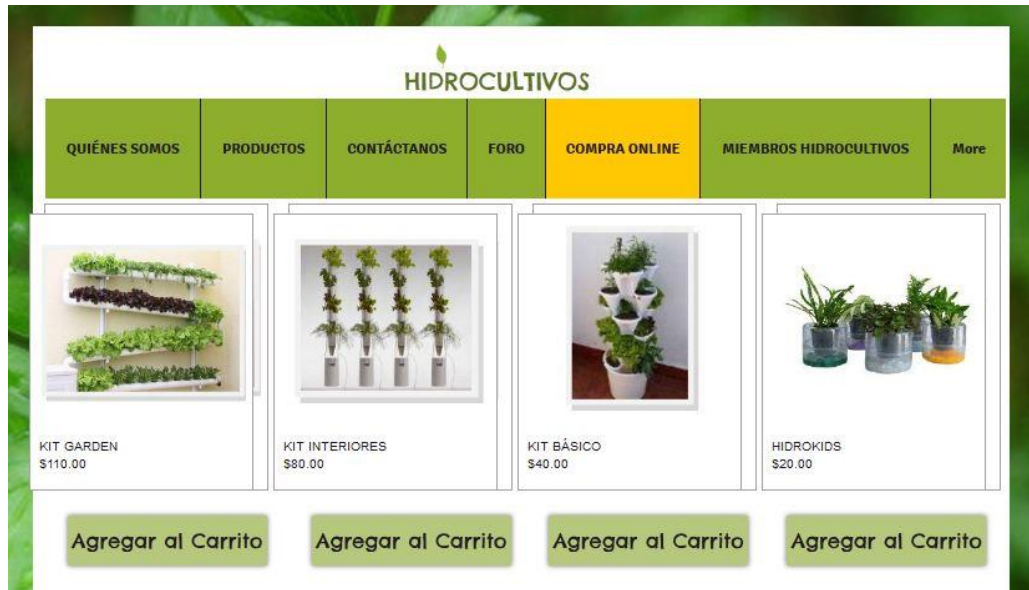 HIDROCULTIVOS
QUIÉNES SOMOS PRODUCTOS CONTÁCTANOS FORO COMPRA ONLINE MIEMBROS HIDROCULTIVOS More
KIT GARDEN
$110.00
KIT INTERIORES
$80.00
KIT BÁSICO
$40.00
HIDROKIDS
$20.00
Agregar al Carrito Agregar al Carrito Agregar al Carrito Agregar al Carrito